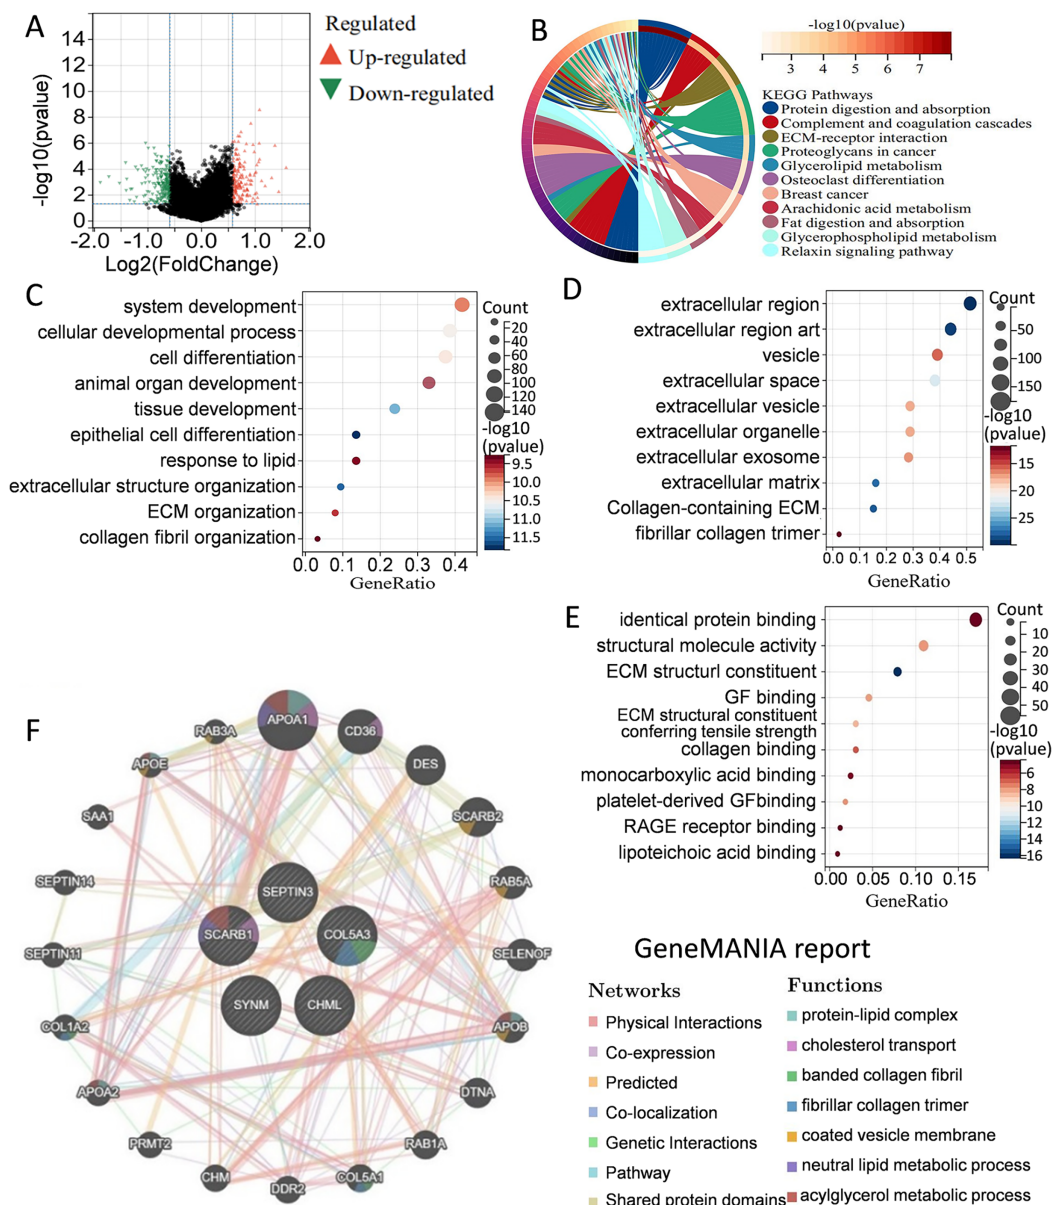 A
Regulated
Up-regulated
Down-regulated
-log10(pvalue)
14
12
10
8
6
4
2
0
-2.0
-1.0
0.0
1.0
2.0
Log2(FoldChange)
B
-log10(pvalue)
3 4 5 6 7
KEGG Pathways
Protein digestion and absorption
Complement and coagulation cascades
ECM-receptor interaction
Proteoglycans in cancer
Glycerolipid metabolism
Osteoclast differentiation
Breast cancer
Arachidonic acid metabolism
Fat digestion and absorption
Glycerophospholipid metabolism
Relaxin signaling pathway
C
system development
cellular developmental process
cell differentiation
animal organ development
tissue development
epithelial cell differentiation
response to lipid
extracellular structure organization
ECM organization
collagen fibril organization
0.0 0.1 0.2 0.3 0.4
GeneRatio
Count
20
40
60
80
100
120
140
-log10
(pvalue)
9.5
10.0
10.5
11.0
11.5
D
extracellular region
extracellular region art
vesicle
extracellular space
extracellular vesicle
extracellular organelle
extracellular exosome
extracellular matrix
Collagen-containing ECM
fibrillar collagen trimer
0.0 0.1 0.2 0.3 0.4 0.5
GeneRatio
Count
50
100
150
-log10
(pvalue)
15
20
25
E
identical protein binding
structural molecule activity
ECM structurl constituent
GF binding
ECM structural constituent
conferring tensile strength
collagen binding
monocarboxylic acid binding
platelet-derived GFbinding
RAGE receptor binding
lipoteichoic acid binding
0.00 0.05 0.10 0.15
GeneRatio
Count
10
20
30
40
50
-log10
(pvalue)
6
8
10
12
14
16
F
APOA1
RAB3A
CD36
APOE
DES
SAA1
SCARB2
SEPTIN14
SEPTIN3
RAB5A
SCARB1
COL5A3
SEPTIN11
SELENOF
SYNM
CHML
COL1A2
APOB
APOA2
DTNA
PRMT2
RAB1A
CHM
DDR2
COL5A1
GeneMANIA report
Networks
Physical Interactions
Co-expression
Predicted
Co-localization
Genetic Interactions
Pathway
Shared protein domains
Functions
protein-lipid complex
cholesterol transport
banded collagen fibril
fibrillar collagen trimer
coated vesicle membrane
neutral lipid metabolic process
acylglycerol metabolic process